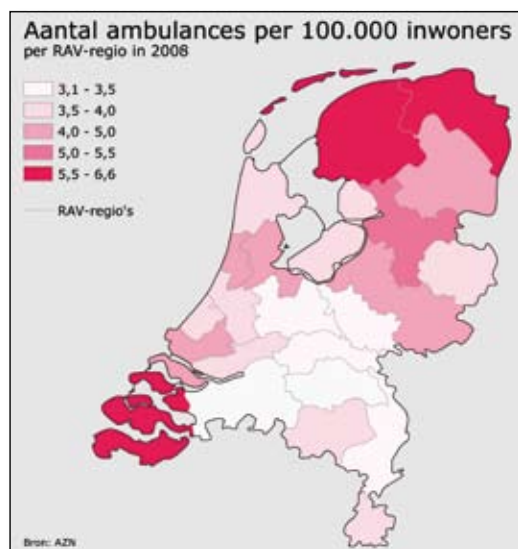 Aantal ambulances per 100.000 inwoners
per RAV-regio in 2008
3,1 - 3,5
3,5 - 4,0
4,0 - 5,0
5,0 - 5,5
5,5 - 6,6
RAV-regio's
Bron: AZN